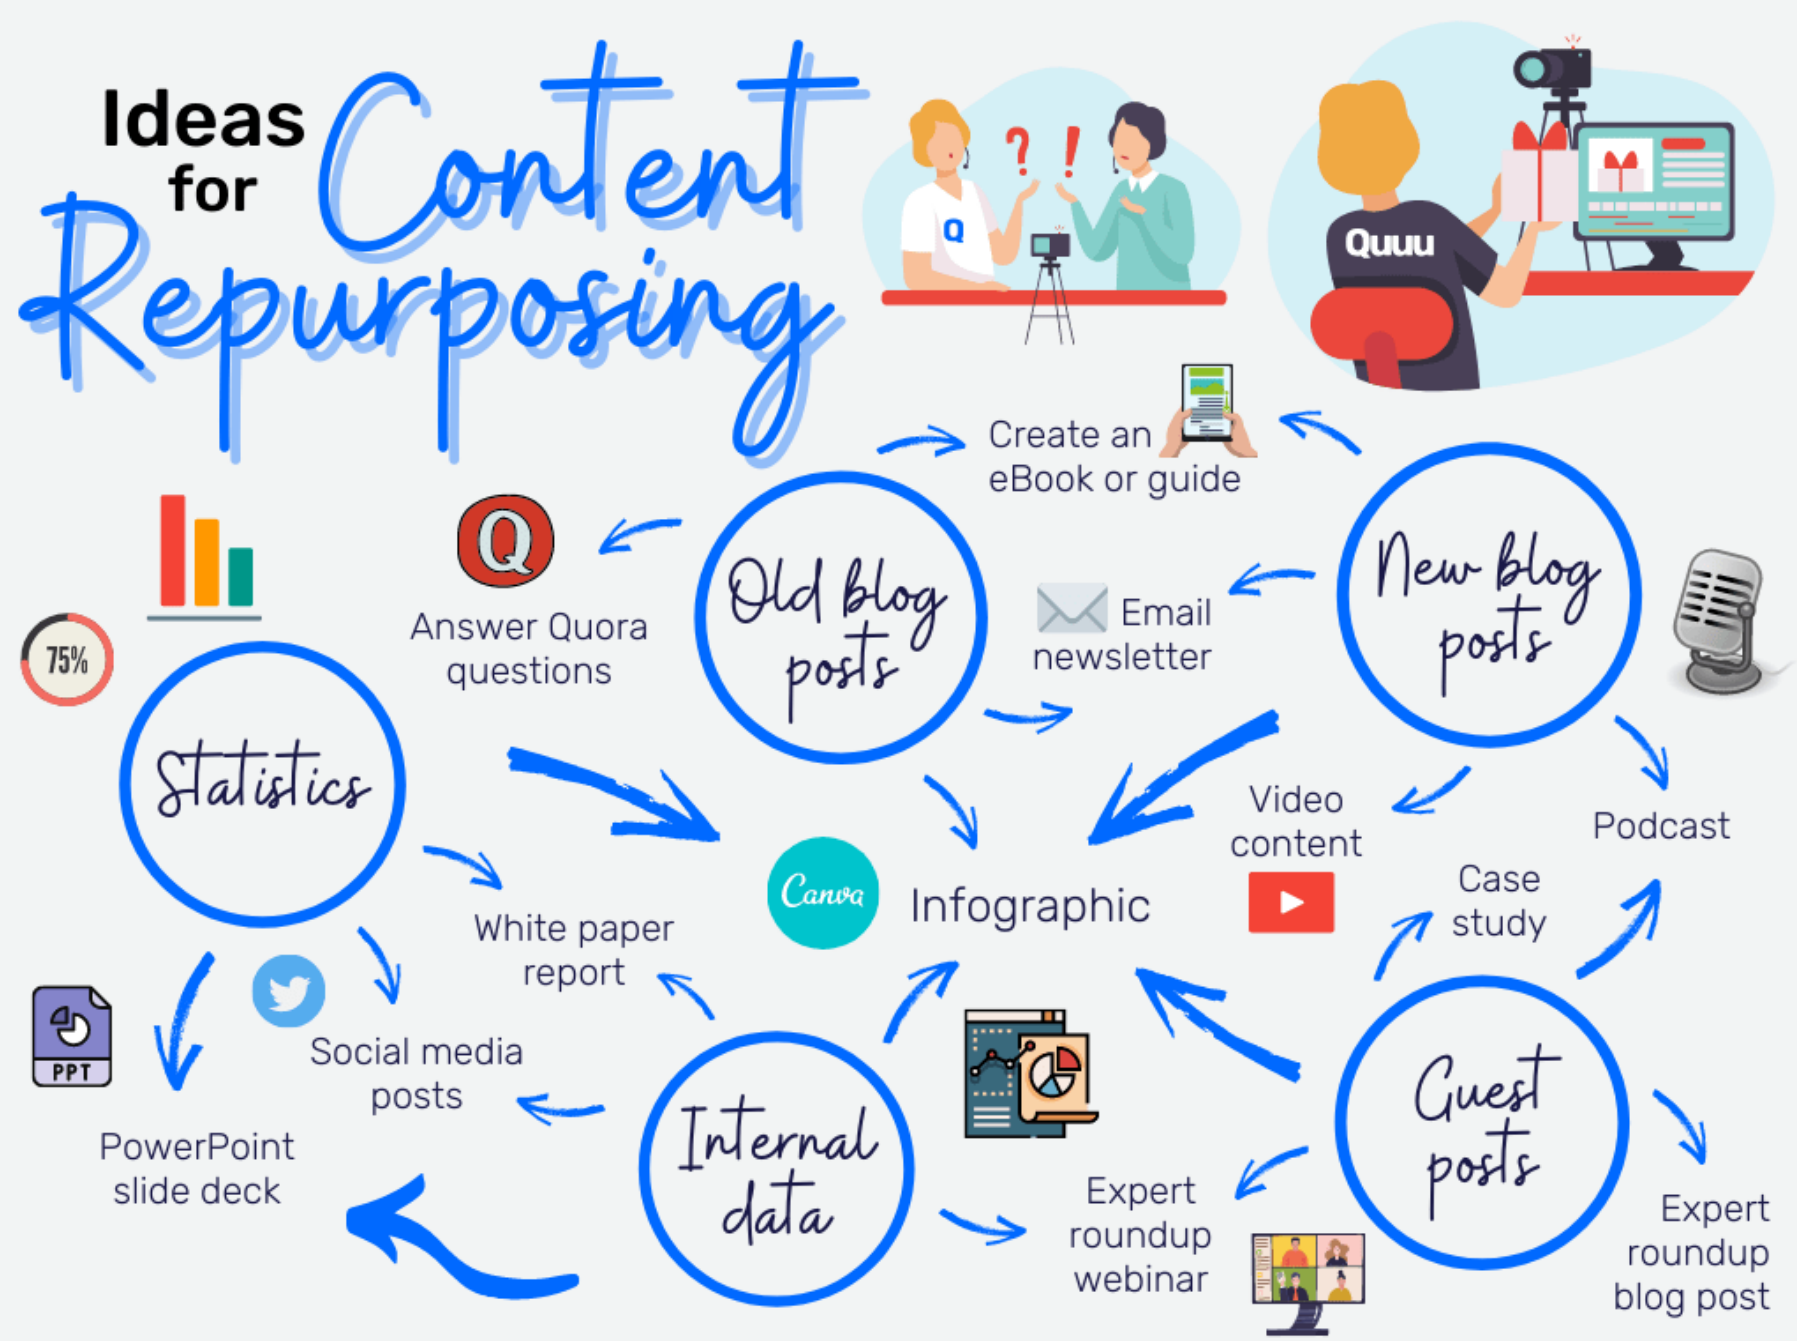 Ideas
for
Content
Repurposing
Q
Quuu
Create an
eBook or guide
Q
Answer Quora
questions
Old blog
posts
Email
newsletter
New blog
posts
75%
Statistics
Video
content
Podcast
Canva
Infographic
Case
study
White paper
report
PPT
Social media
posts
PowerPoint
slide deck
Internal
data
Guest
posts
Expert
roundup
webinar
Expert
roundup
blog post